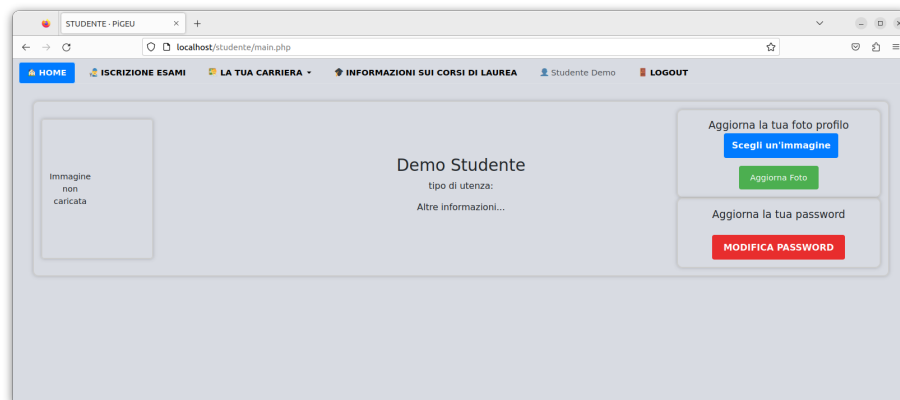 STUDENTE - PiGEU
localhost/studente/main.php
HOME ISCRIZIONE ESAMI LA TUA CARRIERA INFORMAZIONI SUI CORSI DI LAUREA Studente Demo LOGOUT
Immagine
non
caricata
Demo Studente
tipo di utenza:
Altre informazioni...
Aggiorna la tua foto profilo
Scegli un'immagine
Aggiorna Foto
Aggiorna la tua password
MODIFICA PASSWORD